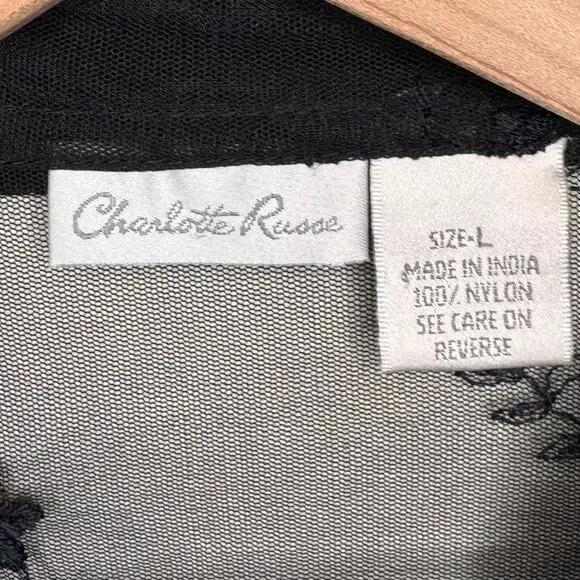 Charlotte Russe
SIZE-L
MADE IN INDIA
100% NYLON
SEE CARE ON
REVERSE